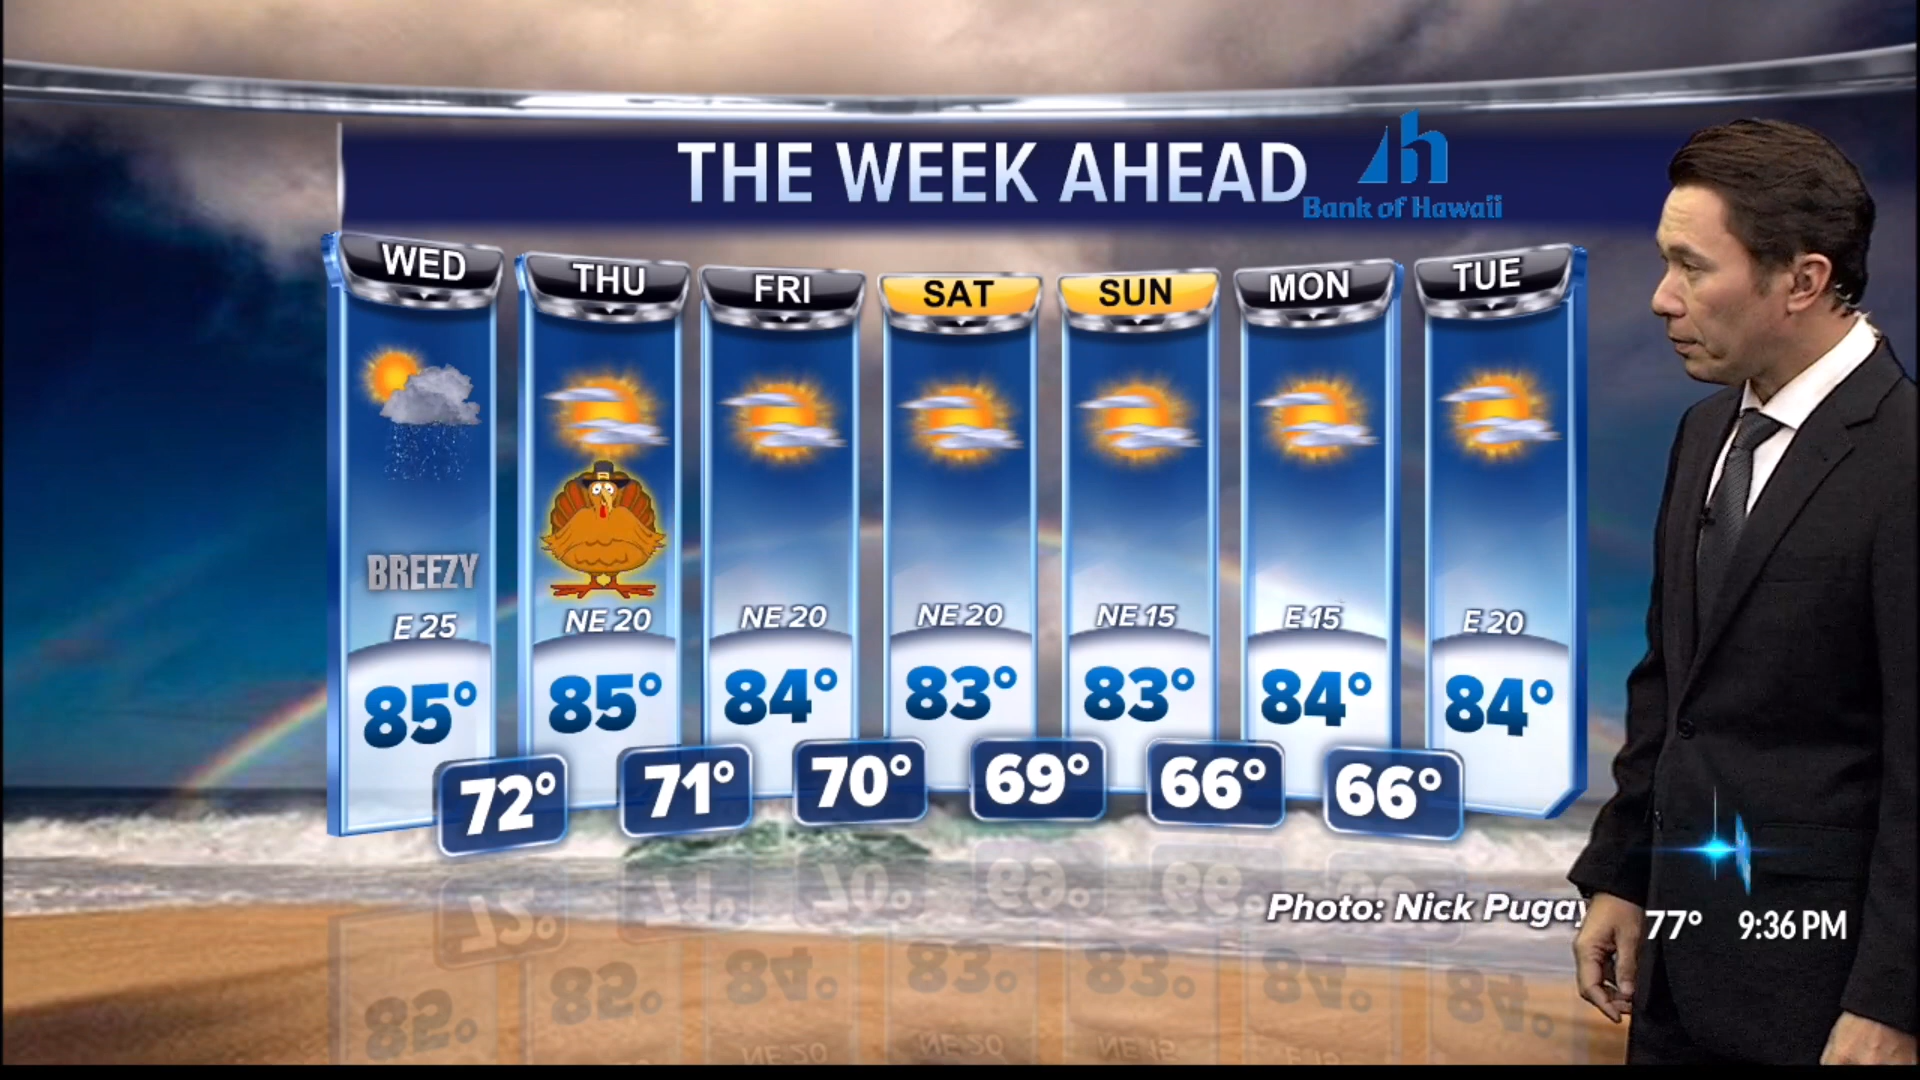 THE WEEK AHEAD
Bank of Hawaii
WED THU FRI SAT SUN MON TUE
BREEZY
E 25 NE 20 NE 20 NE 20 NE 15 E 15 E 20
85° 85° 84° 83° 83° 84° 84°
72° 71° 70° 69° 66° 66°
Photo: Nick Pugay
77° 9:36 PM